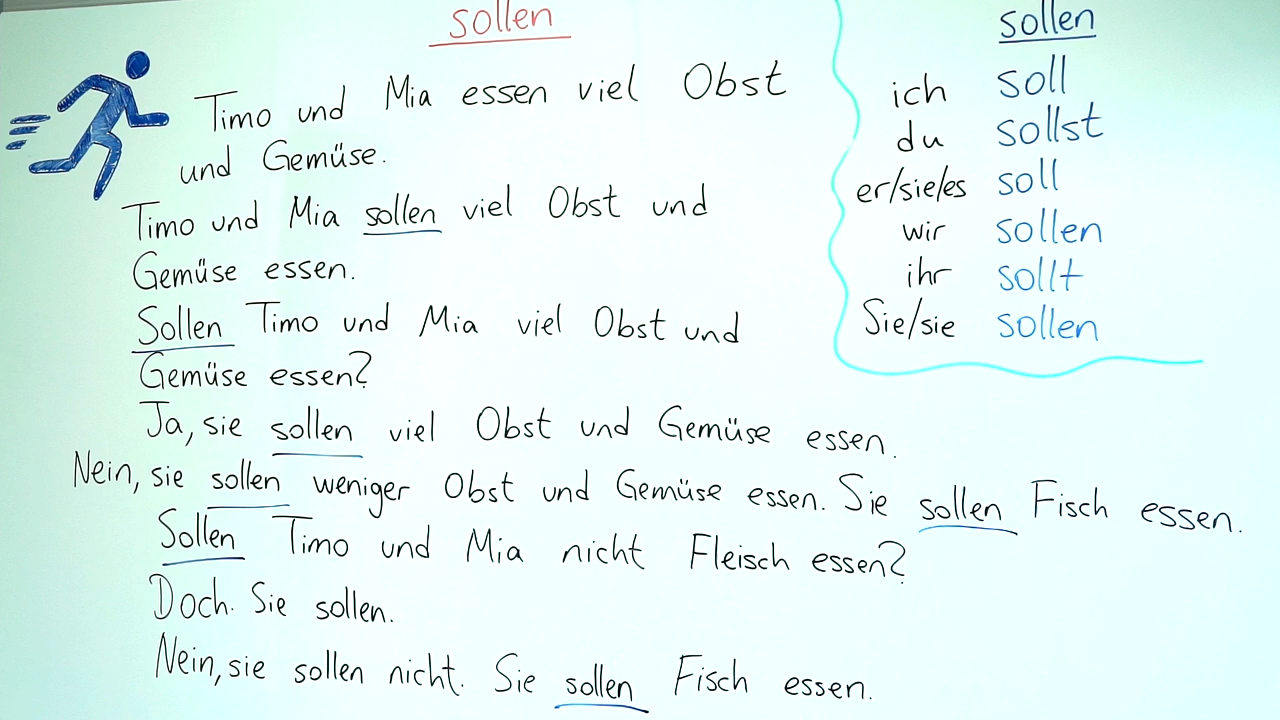 sollen
Timo und Mia essen viel Obst
und Gemüse.
Timo und Mia sollen viel Obst und
Gemüse essen.
Sollen Timo und Mia viel Obst und
Gemüse essen?
Ja, sie sollen viel Obst und Gemüse essen.
Nein, sie sollen weniger Obst und Gemüse essen. Sie sollen Fisch essen.
Sollen Timo und Mia nicht Fleisch essen?
Doch. Sie sollen.
Nein, sie sollen nicht. Sie sollen Fisch essen.
sollen
ich soll
du sollst
er/sie/es soll
wir sollen
ihr sollt
Sie/sie sollen